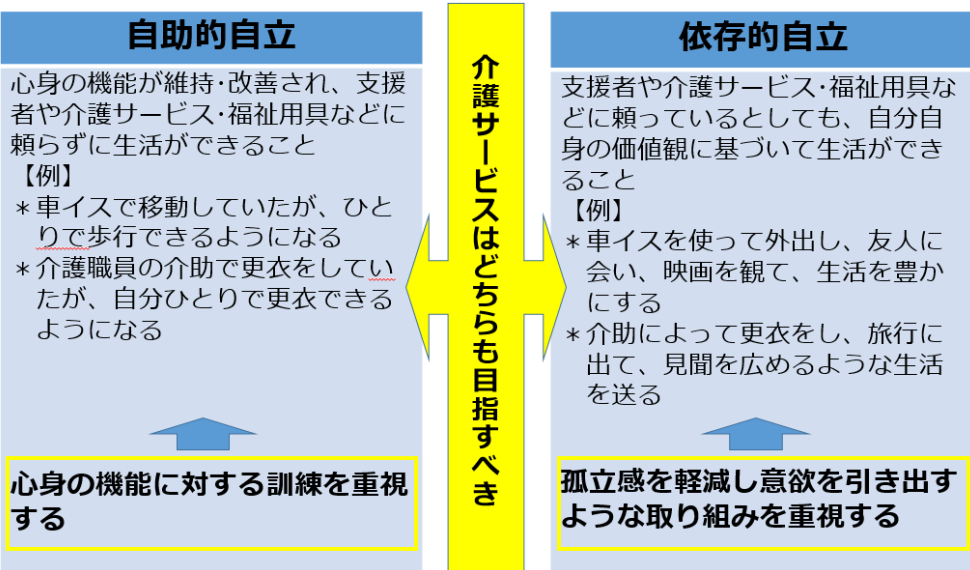 自助的自立
心身の機能が維持･改善され、支援
者や介護サービス･福祉用具などに
頼らずに生活ができること
【例】
＊車イスで移動していたが、ひと
りで歩行できるようになる
＊介護職員の介助で更衣をしてい
たが、自分ひとりで更衣できる
ようになる
心身の機能に対する訓練を重視
する
介護サービスはどちらも目指すべき
依存的自立
支援者や介護サービス･福祉用具な
どに頼っているとしても、自分自
身の価値観に基づいて生活ができ
ること
【例】
＊車イスを使って外出し、友人に
会い、映画を観て、生活を豊か
にする
＊介助によって更衣をし、旅行に
出て、見聞を広めるような生活
を送る
孤立感を軽減し意欲を引き出す
ような取り組みを重視する